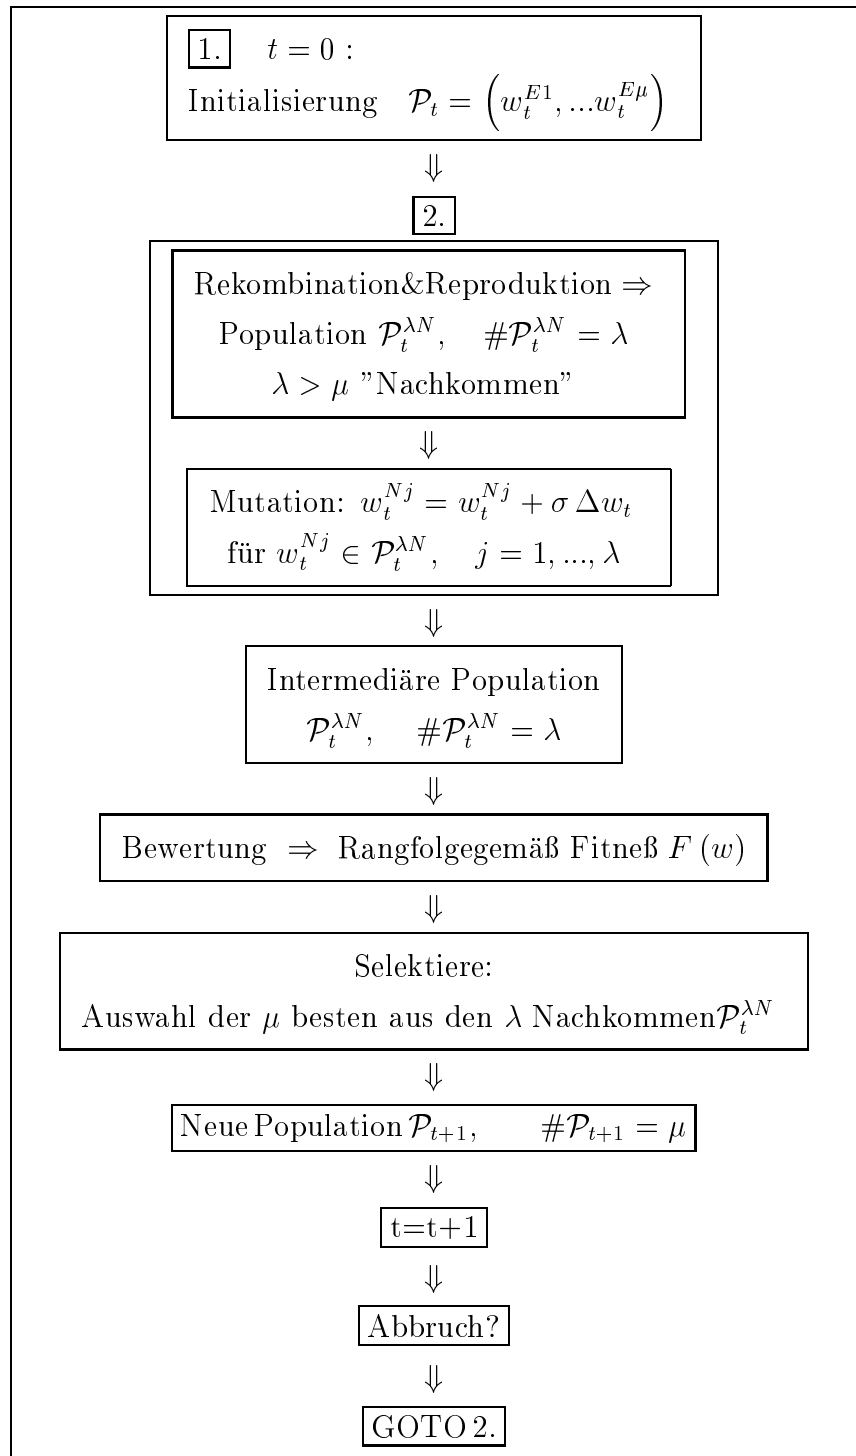 1. t = 0 :
Initialisierung 𝒫_t = (w_t^{E1}, ...w_t^{Eμ})
⇓
2.
Rekombination&Reproduktion ⇒
Population 𝒫_t^{λN}, #𝒫_t^{λN} = λ
λ > μ ”Nachkommen”
⇓
Mutation: w_t^{Nj} = w_t^{Nj} + σ Δw_t
für w_t^{Nj} ∈ 𝒫_t^{λN}, j = 1, ..., λ
⇓
Intermediäre Population
𝒫_t^{λN}, #𝒫_t^{λN} = λ
⇓
Bewertung ⇒ Rangfolgegemäß Fitneß F (w)
⇓
Selektiere:
Auswahl der μ besten aus den λ Nachkommen𝒫_t^{λN}
⇓
Neue Population 𝒫_{t+1}, #𝒫_{t+1} = μ
⇓
t=t+1
⇓
Abbruch?
⇓
GOTO 2.